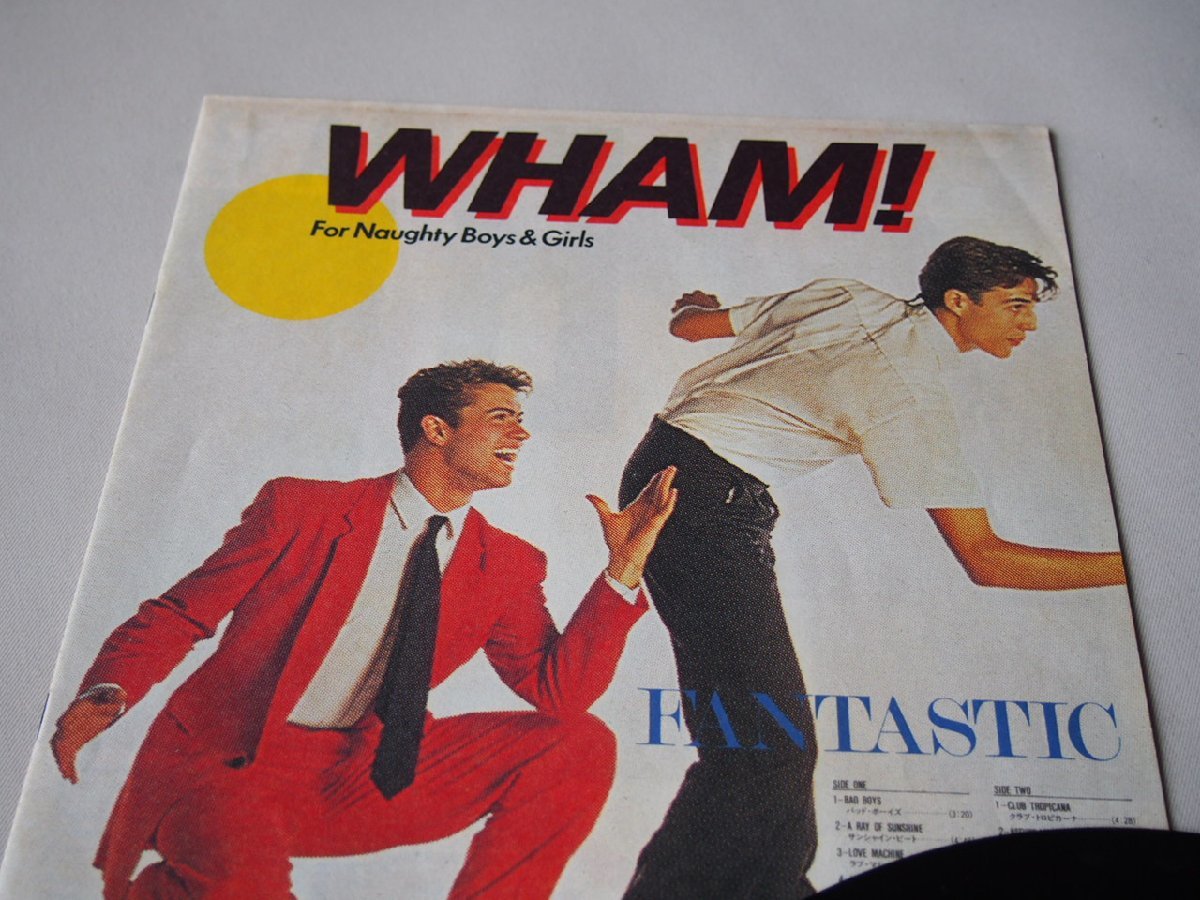 WHAM!
For Naughty Boys & Girls
FANTASTIC
SIDE ONE
1-BAD BOYS
バッド・ボーイズ (3:20)
2-A RAY OF SUNSHINE
サンシャイン・ビート
3-LOVE MACHINE
SIDE TWO
1-CLUB TROPICANA
クラブ・トロピカーナ (4:28)